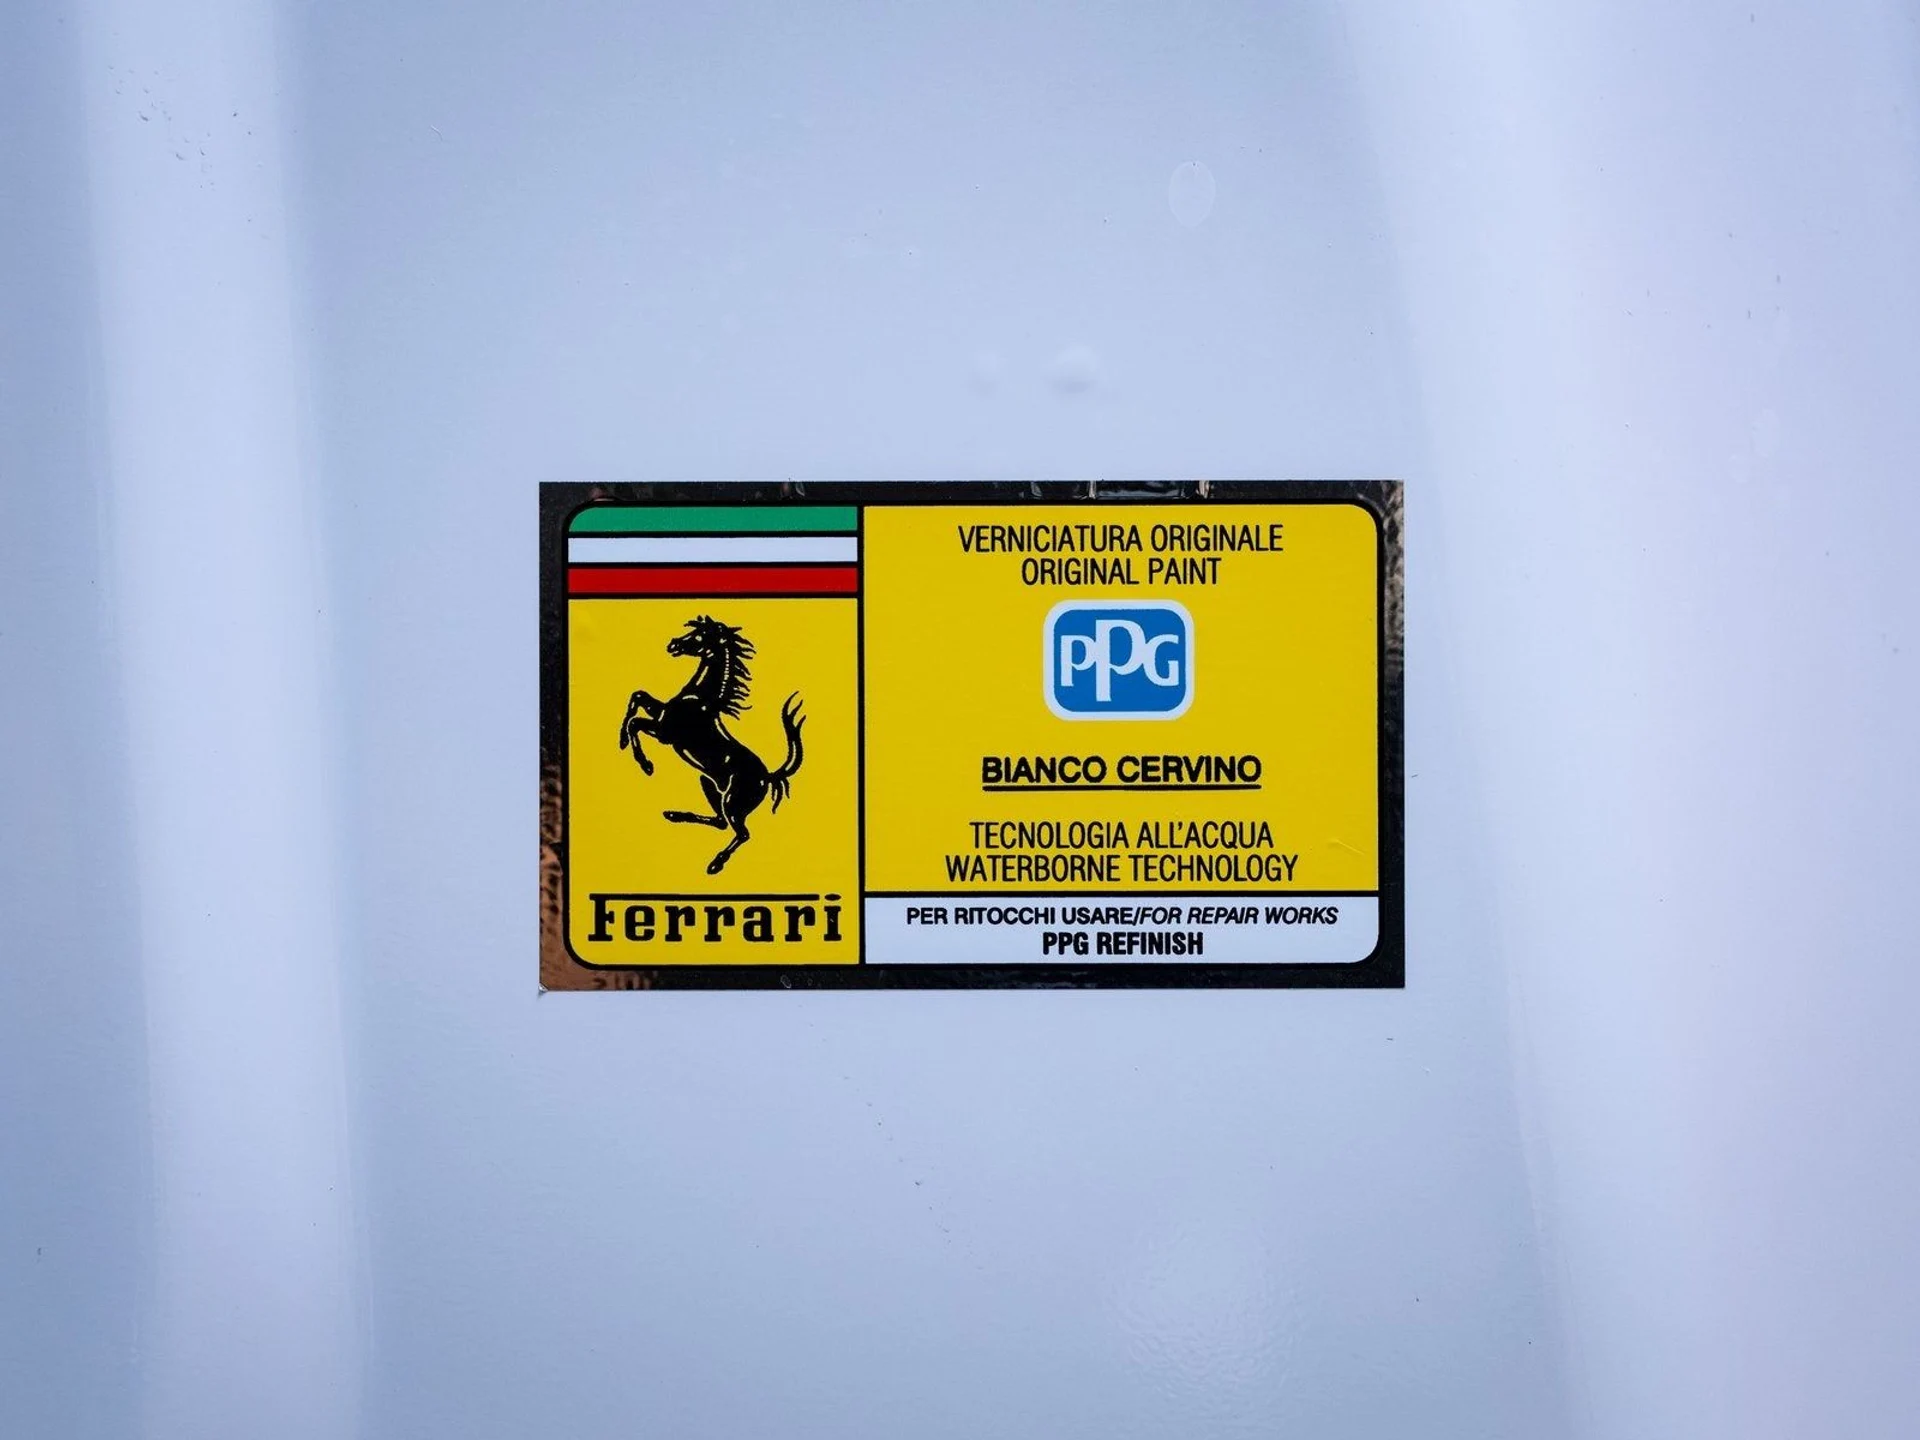 Ferrari
VERNICIATURA ORIGINALE
ORIGINAL PAINT
PPG
BIANCO CERVINO
TECNOLOGIA ALL'ACQUA
WATERBORNE TECHNOLOGY
PER RITOCCHI USARE/FOR REPAIR WORKS
PPG REFINISH